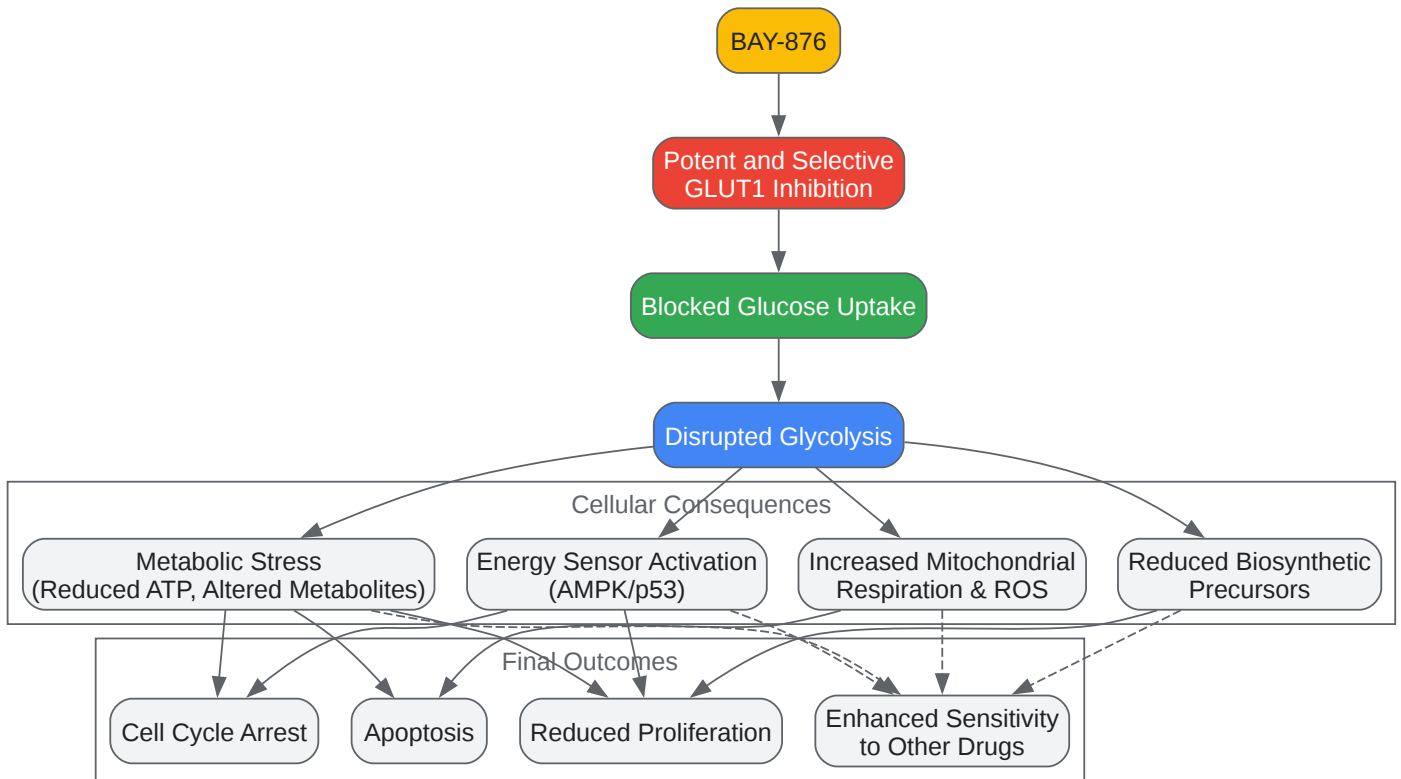 BAY-876
Potent and Selective
GLUT1 Inhibition
Blocked Glucose Uptake
Disrupted Glycolysis
Cellular Consequences
Metabolic Stress
(Reduced ATP, Altered Metabolites)
Energy Sensor Activation
(AMPK/p53)
Increased Mitochondrial
Respiration & ROS
Reduced Biosynthetic
Precursors
Final Outcomes
Cell Cycle Arrest
Apoptosis
Reduced Proliferation
Enhanced Sensitivity
to Other Drugs